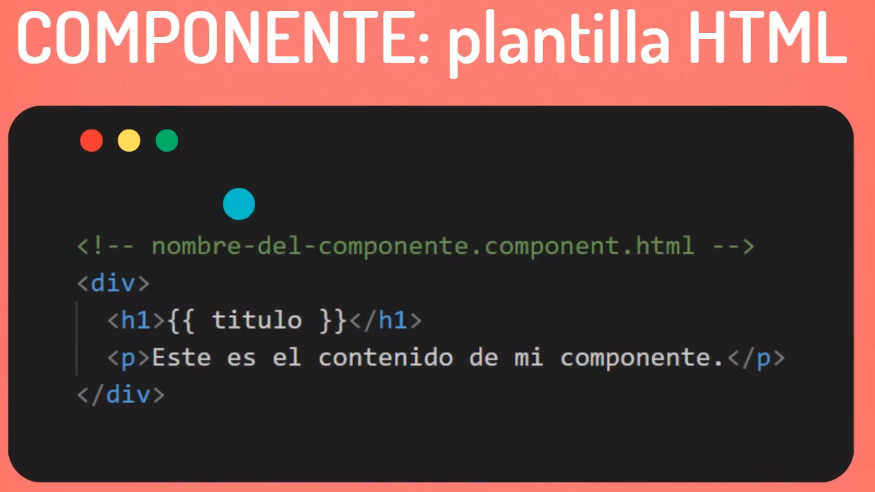 COMPONENTE: plantilla HTML
<!-- nombre-del-componente.component.html -->
<div>
<h1>{{ titulo }}</h1>
<p>Este es el contenido de mi componente.</p>
</div>